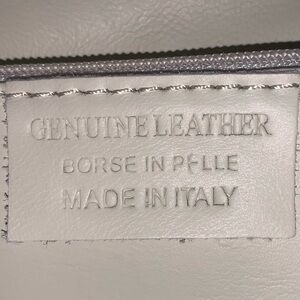 GENUINE LEATHER
BORSE IN PELLE
MADE IN ITALY